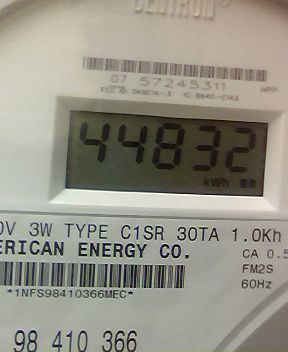 CENTRON
07 57245311
44832
kWh
V 3W TYPE C1SR 30TA 1.0Kh
ERICAN ENERGY CO.
CA 0.5
FM2S
60Hz
*1NFS98410366MEC*
98 410 366